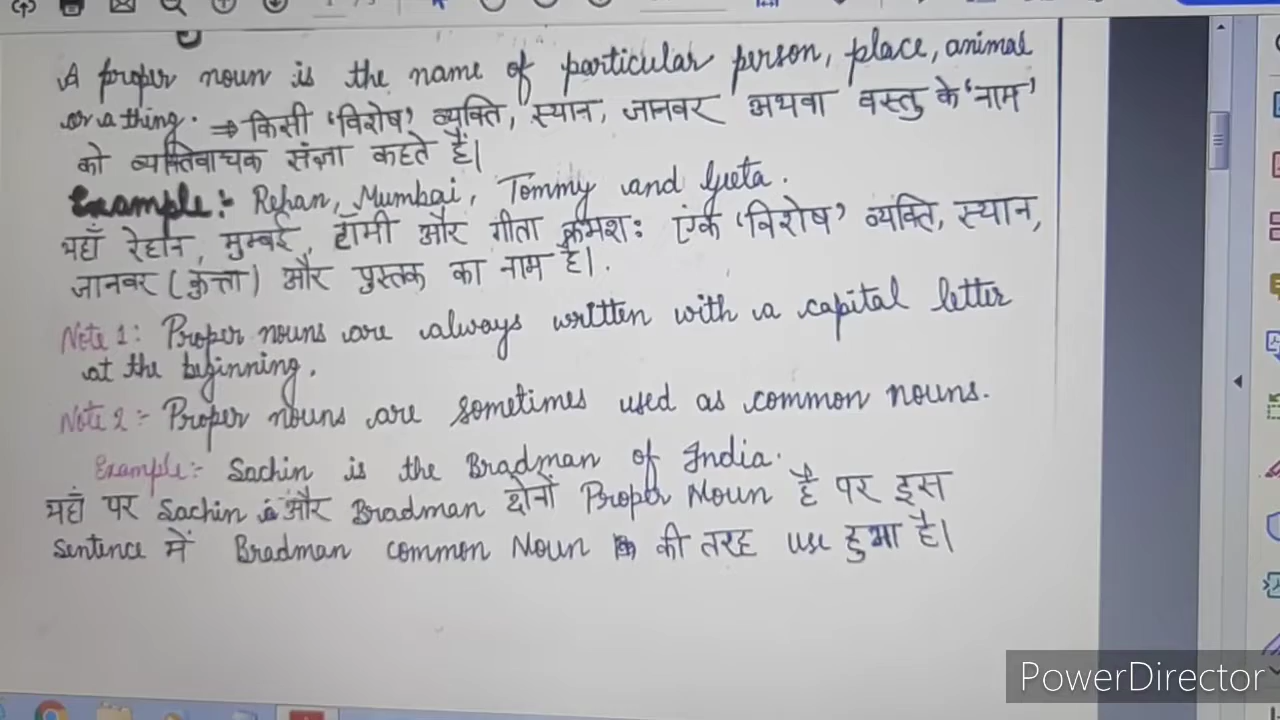 A proper noun is the name of particular person, place, animal
or a thing. ⇒ किसी 'विशेष' व्यक्ति, स्थान, जानवर अथवा वस्तु के 'नाम'
को व्यक्तिवाचक संज्ञा कहते हैं।
Example:- Rehan, Mumbai, Tommy and Geeta.
यहाँ रेहान, मुम्बई, टॉमी और गीता क्रमशः एक 'विशेष' व्यक्ति, स्थान,
जानवर (कुत्ता) और पुस्तक का नाम है।
Note 1: Proper nouns are always written with a capital letter
at the beginning.
Note 2:- Proper nouns are sometimes used as common nouns.
Example:- Sachin is the Bradman of India.
यहाँ पर Sachin और Bradman दोनों Proper Noun है पर इस
sentence में Bradman common Noun की तरह use हुआ है।
PowerDirector